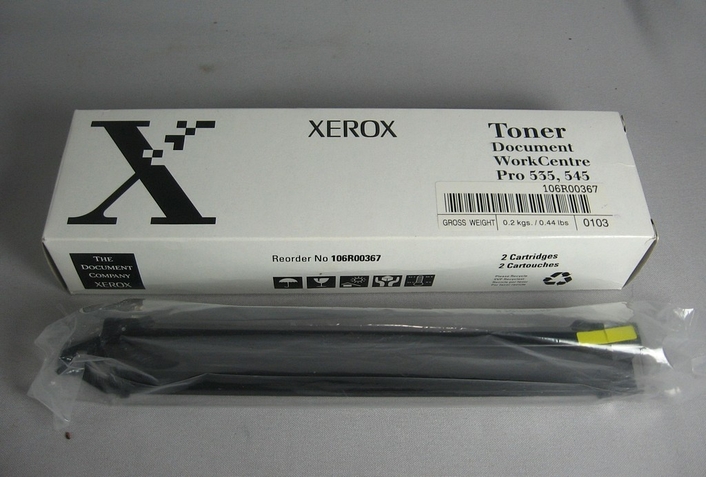 XEROX
Toner
Document
WorkCentre
Pro 535, 545
106R00367
GROSS WEIGHT 0.2 kgs. / 0.44 lbs 0103
THE
DOCUMENT
COMPANY
XEROX
Reorder No 106R00367
2 Cartridges
2 Cartouches